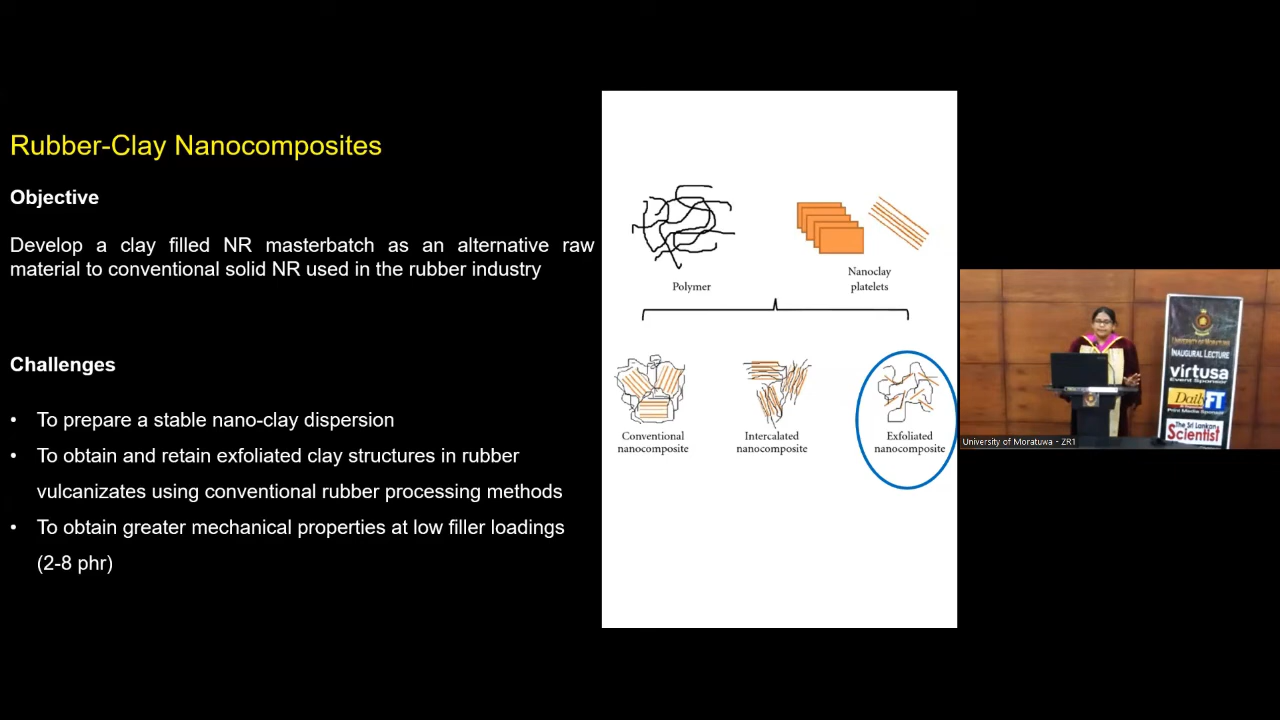 Rubber-Clay Nanocomposites
Objective
Develop a clay filled NR masterbatch as an alternative raw
material to conventional solid NR used in the rubber industry
Challenges
• To prepare a stable nano-clay dispersion
• To obtain and retain exfoliated clay structures in rubber
vulcanizates using conventional rubber processing methods
• To obtain greater mechanical properties at low filler loadings
(2-8 phr)
Polymer
Nanoclay
platelets
Conventional
nanocomposite
Intercalated
nanocomposite
Exfoliated
nanocomposite
UNIVERSITY OF MORATUWA
INAUGURAL LECTURE
virtusa
Event Sponsor
Daily FT
Print Media Sponsor
The Sri Lankan
Scientist
University of Moratuwa - ZR1